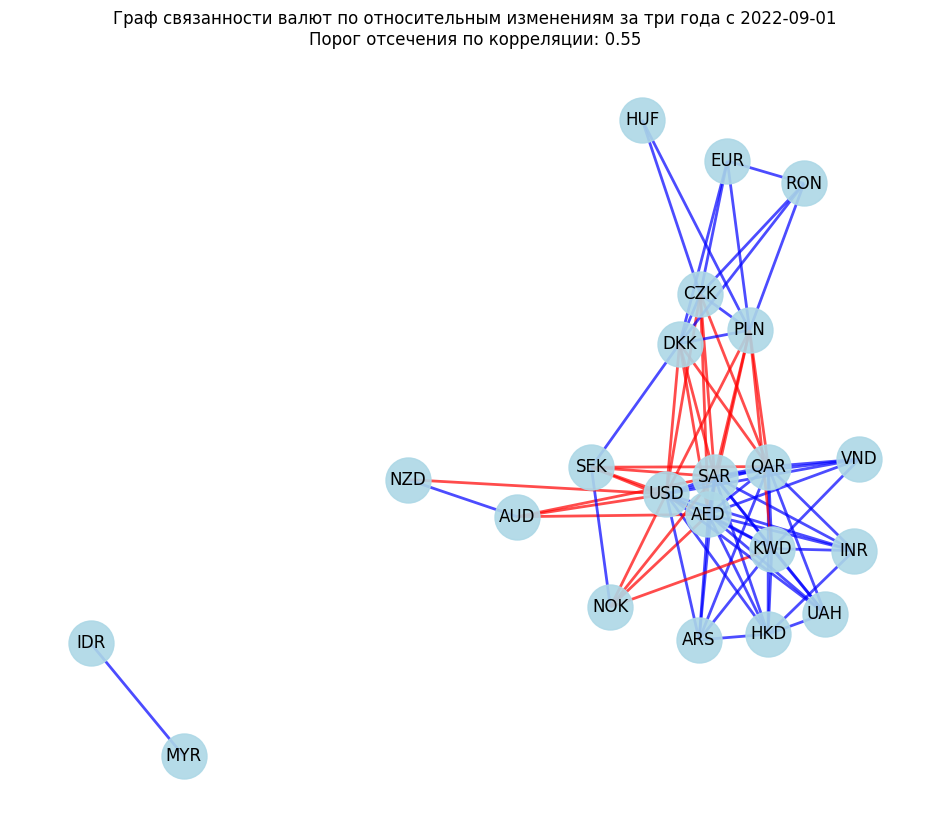 Граф связанности валют по относительным изменениям за три года с 2022-09-01
Порог отсечения по корреляции: 0.55
HUF
EUR
RON
CZK
PLN
DKK
VND
SEK
QAR
SAR
NZD
USD
AUD
AED
KWD
INR
NOK
UAH
HKD
ARS
IDR
MYR